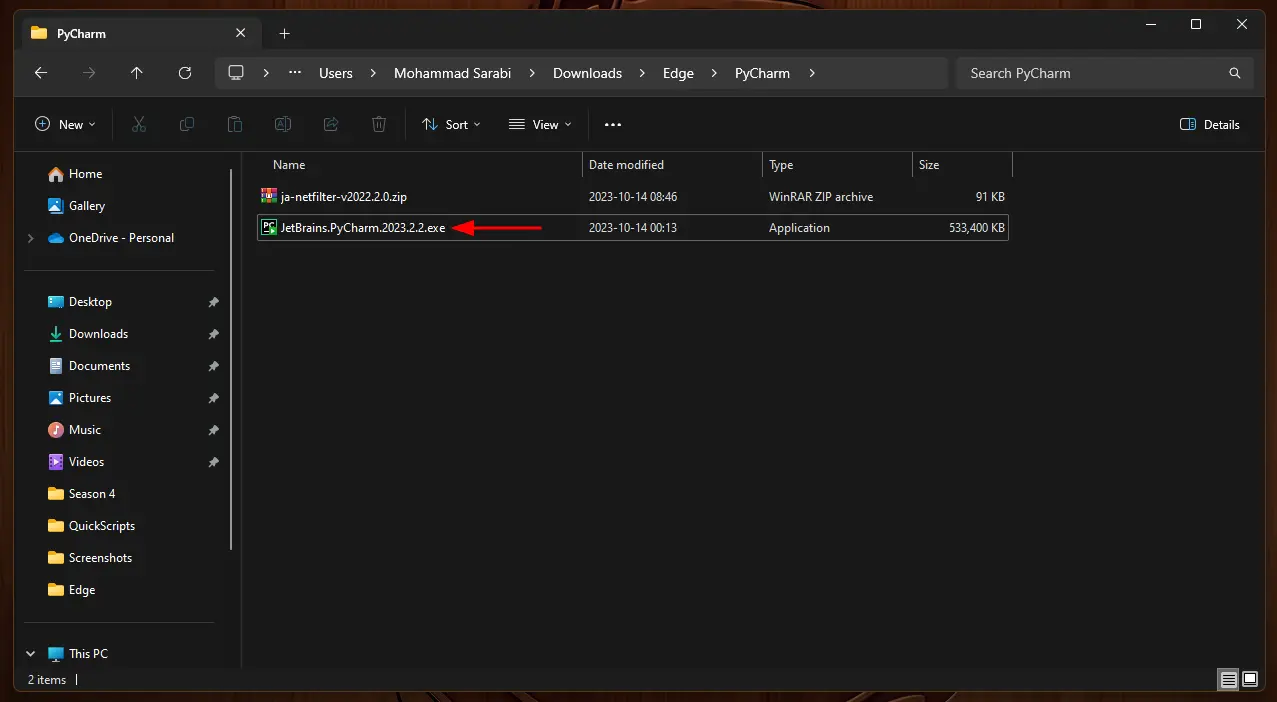 PyCharm
Users
Mohammad Sarabi
Downloads
Edge
PyCharm
Search PyCharm
New
Sort
View
Details
Name
Date modified
Type
Size
ja-netfilter-v2022.2.0.zip
2023-10-14 08:46
WinRAR ZIP archive
91 KB
JetBrains.PyCharm.2023.2.2.exe
2023-10-14 00:13
Application
533,400 KB
Home
Gallery
OneDrive - Personal
Desktop
Downloads
Documents
Pictures
Music
Videos
Season 4
QuickScripts
Screenshots
Edge
This PC
2 items